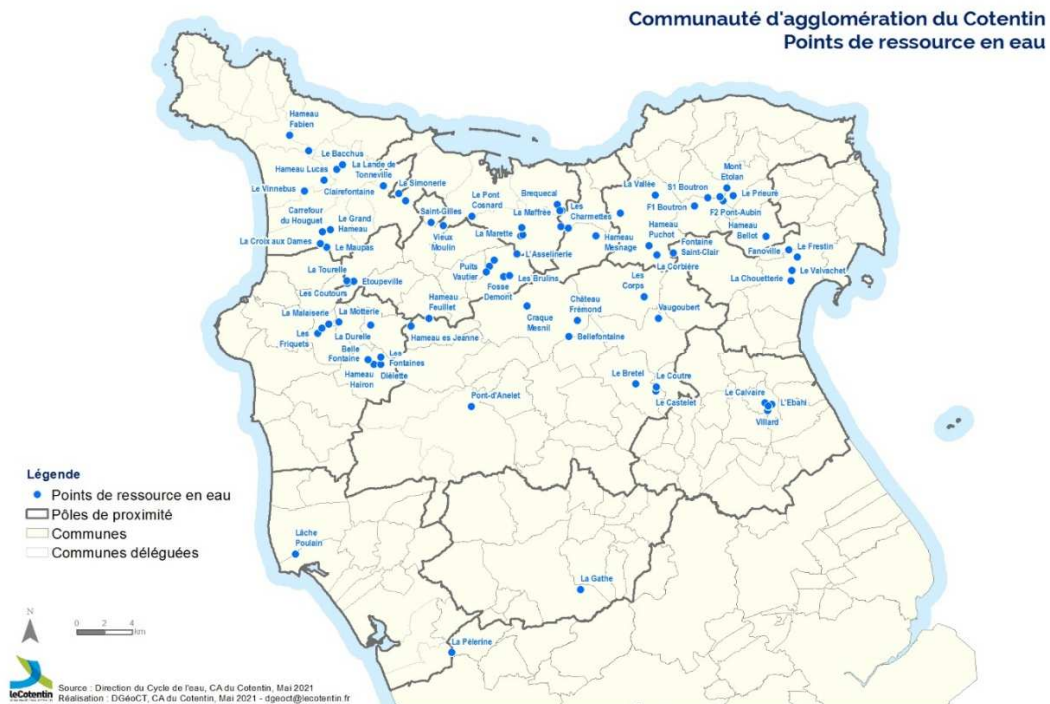 Communauté d'agglomération du Cotentin
Points de ressource en eau
Hameau
Fabien
Le Bacchus
La Lande de
Tonneville
Hameau Lucas
Clairefontaine
La Simonerie
Le Vinnebus
Carrefour
du Houguet
Le Grand
Hameau
La Croix aux Dames
Le Maupas
Saint-Gilles
Vieux
Moulin
Le Pont
Cosnard
Brequecal
La Meffrée
Les
Charmettes
La Marette
L'Asselinerie
Hameau
Mesnage
La Vallée
S1 Boutron
Mont
Etolan
Le Prieuré
F1 Boutron
F2 Pont-Aubin
Hameau
Puchot
Fontaine
Saint-Clair
Hameau
Bellot
La Corbière
Fanoville
Le Frestin
Le Valvachet
La Chouetterie
La Tourelle
Les Coutours
Etoupeville
Puits
Vautier
Fosse
Demont
Les Brulins
Hameau
Feuillet
Craque
Mesnil
Château
Frémond
Les
Corps
Vaugoubert
Bellefontaine
La Malaiserie
La Motterie
Les
Friquets
La Durelle
Hameau es Jeanne
Belle
Fontaine
Les
Fontaines
Hameau
Hairon
Diélette
Pont-d'Anelet
Le Bretel
Le Coutre
Le Castelet
Le Calvaire
L'Ebahi
Villard
Légende
Points de ressource en eau
Pôles de proximité
Communes
Communes déléguées
Lâche
Poulain
La Gathe
La Pélerine
N
0 2 4
km
leCotentin
Source : Direction du Cycle de l'eau, CA du Cotentin, Mai 2021
Réalisation : DGéoCT, CA du Cotentin, Mai 2021 - dgeoct@lecotentin.fr